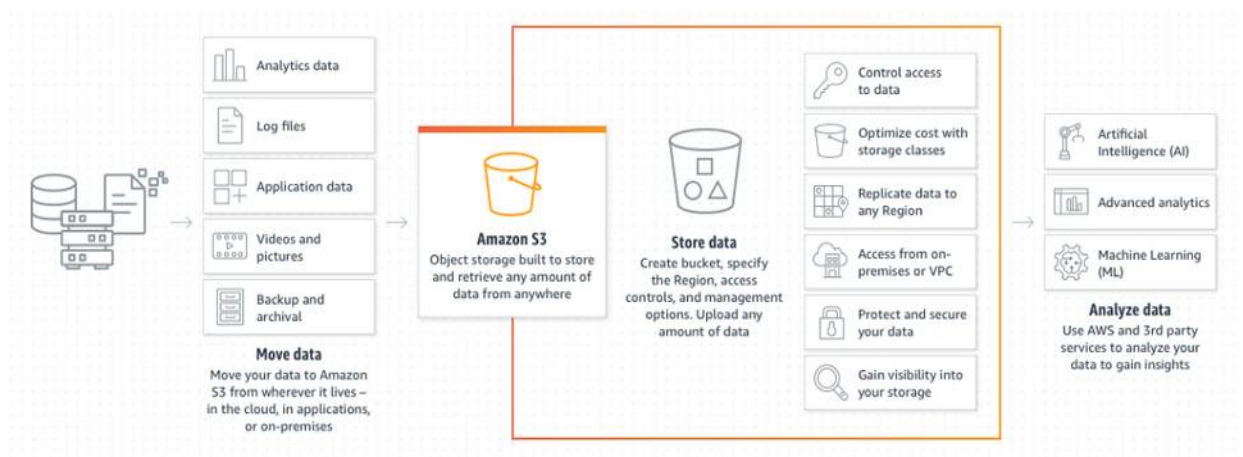 Analytics data
Log files
Application data
Videos and
pictures
Backup and
archival
Move data
Move your data to Amazon
S3 from wherever it lives –
in the cloud, in applications,
or on-premises
Amazon S3
Object storage built to store
and retrieve any amount of
data from anywhere
Store data
Create bucket, specify
the Region, access
controls, and management
options. Upload any
amount of data
Control access
to data
Optimize cost with
storage classes
Replicate data to
any Region
Access from on-
premises or VPC
Protect and secure
your data
Gain visibility into
your storage
Artificial
Intelligence (AI)
Advanced analytics
Machine Learning
(ML)
Analyze data
Use AWS and 3rd party
services to analyze your
data to gain insights